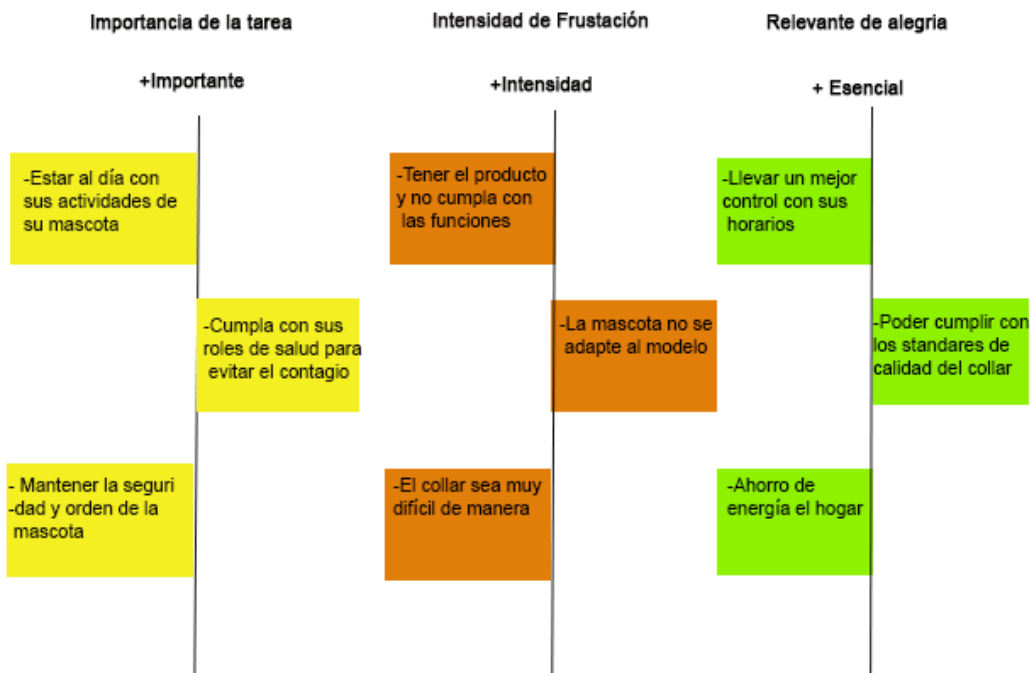 Importancia de la tarea
+Importante
-Estar al día con
sus actividades de
su mascota
-Cumpla con sus
roles de salud para
evitar el contagio
- Mantener la seguri
-dad y orden de la
mascota
Intensidad de Frustación
+Intensidad
-Tener el producto
y no cumpla con
las funciones
-La mascota no se
adapte al modelo
-El collar sea muy
difícil de manera
Relevante de alegria
+ Esencial
-Llevar un mejor
control con sus
horarios
-Poder cumplir con
los standares de
calidad del collar
-Ahorro de
energía el hogar